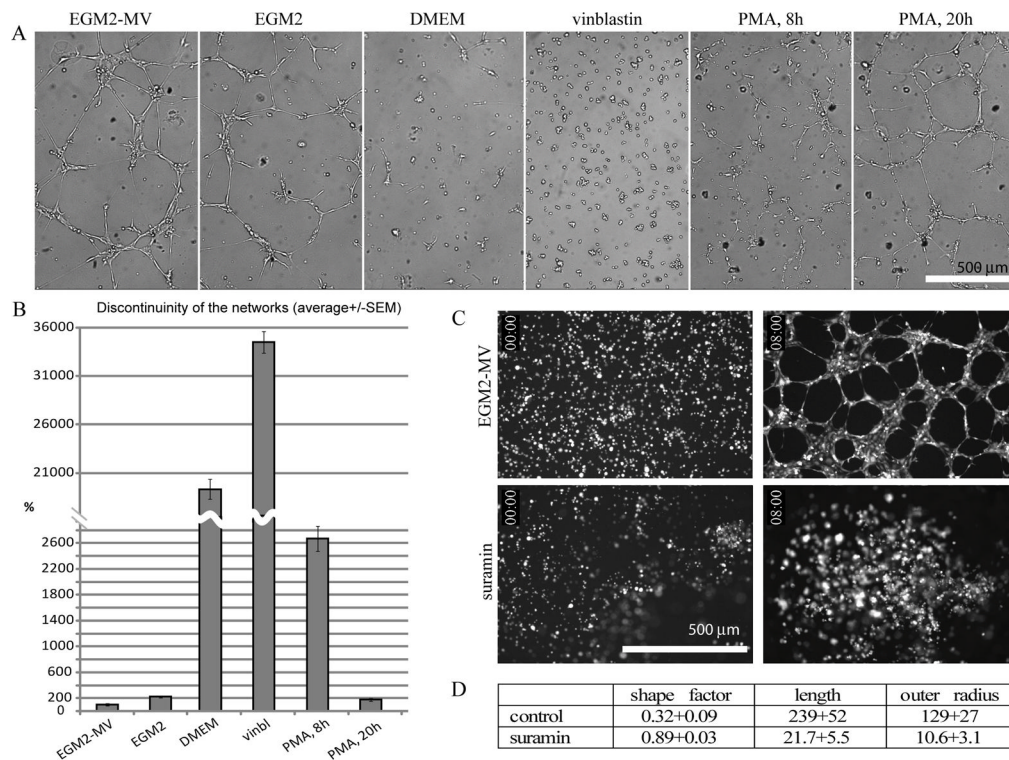 EGM2-MV EGM2 DMEM vinblastin PMA, 8h PMA, 20h
A
500 µm
B
Discontinuinity of the networks (average+/-SEM)
36000
31000
26000
21000
%
2600
2200
1800
1400
1000
600
200
0
EGM2-MV EGM2 DMEM vinbl PMA, 8h PMA, 20h
C
EGM2-MV
00:00 08:00
suramin
00:00 08:00
500 µm
D
shape factor length outer radius
control 0.32+0.09 239+52 129+27
suramin 0.89+0.03 21.7+5.5 10.6+3.1